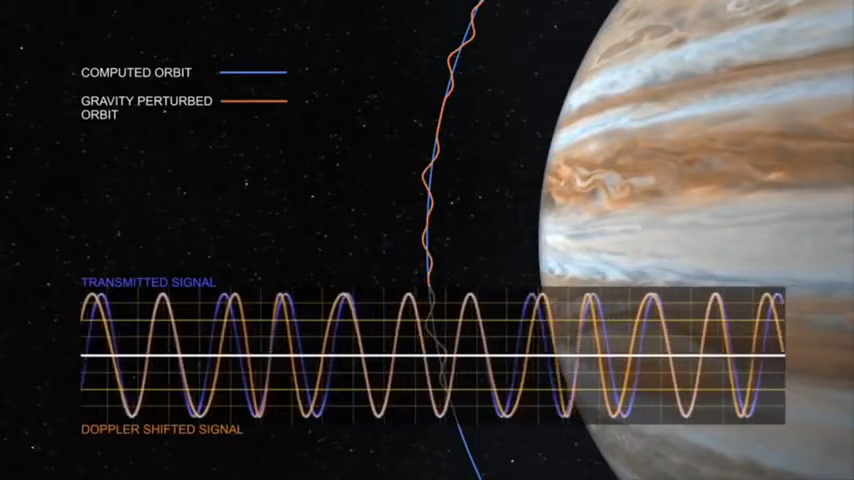 COMPUTED ORBIT
GRAVITY PERTURBED
ORBIT
TRANSMITTED SIGNAL
DOPPLER SHIFTED SIGNAL